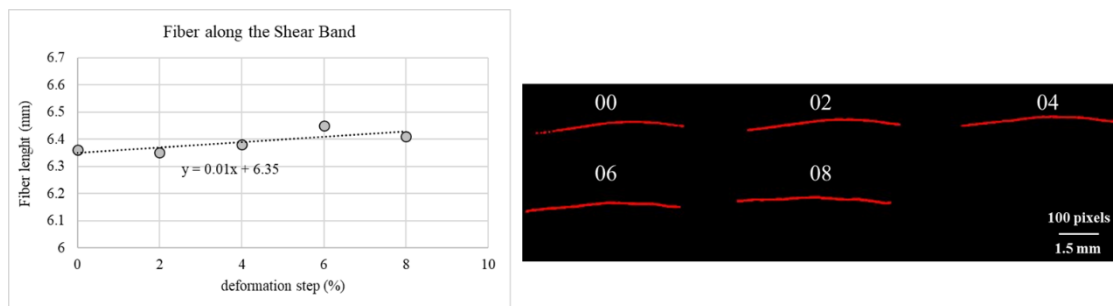 Fiber along the Shear Band
Fiber lenght (mm)
6.7
6.6
6.5
6.4
6.3
6.2
6.1
6
y = 0.01x + 6.35
0 2 4 6 8 10
deformation step (%)
00 02 04
06 08
100 pixels
1.5 mm